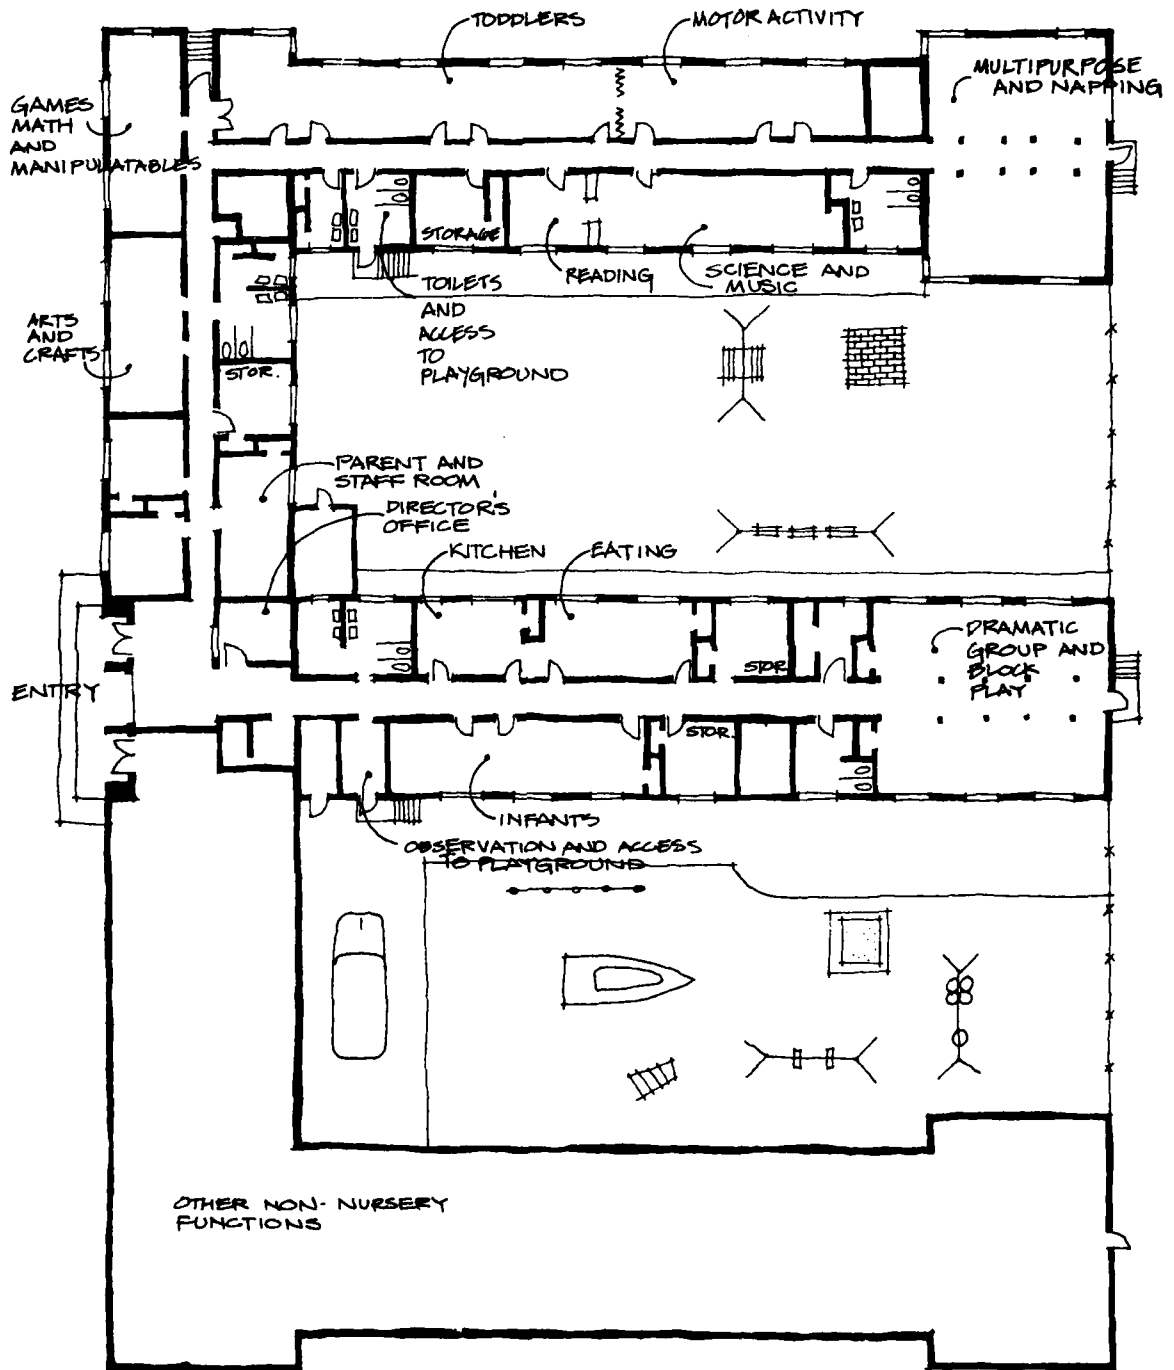 TODDLERS
MOTOR ACTIVITY
MULTIPURPOSE
AND NAPPING
GAMES
MATH
AND
MANIPULATABLES
STORAGE
READING
SCIENCE AND
MUSIC
TOILETS
AND
ACCESS
TO
PLAYGROUND
ARTS
AND
CRAFTS
STOR.
PARENT AND
STAFF ROOM
DIRECTOR'S
OFFICE
KITCHEN
EATING
DRAMATIC
GROUP AND
BLOCK
PLAY
STOR
ENTRY
STOR.
INFANTS
OBSERVATION AND ACCESS
TO PLAYGROUND
OTHER NON-NURSERY
FUNCTIONS